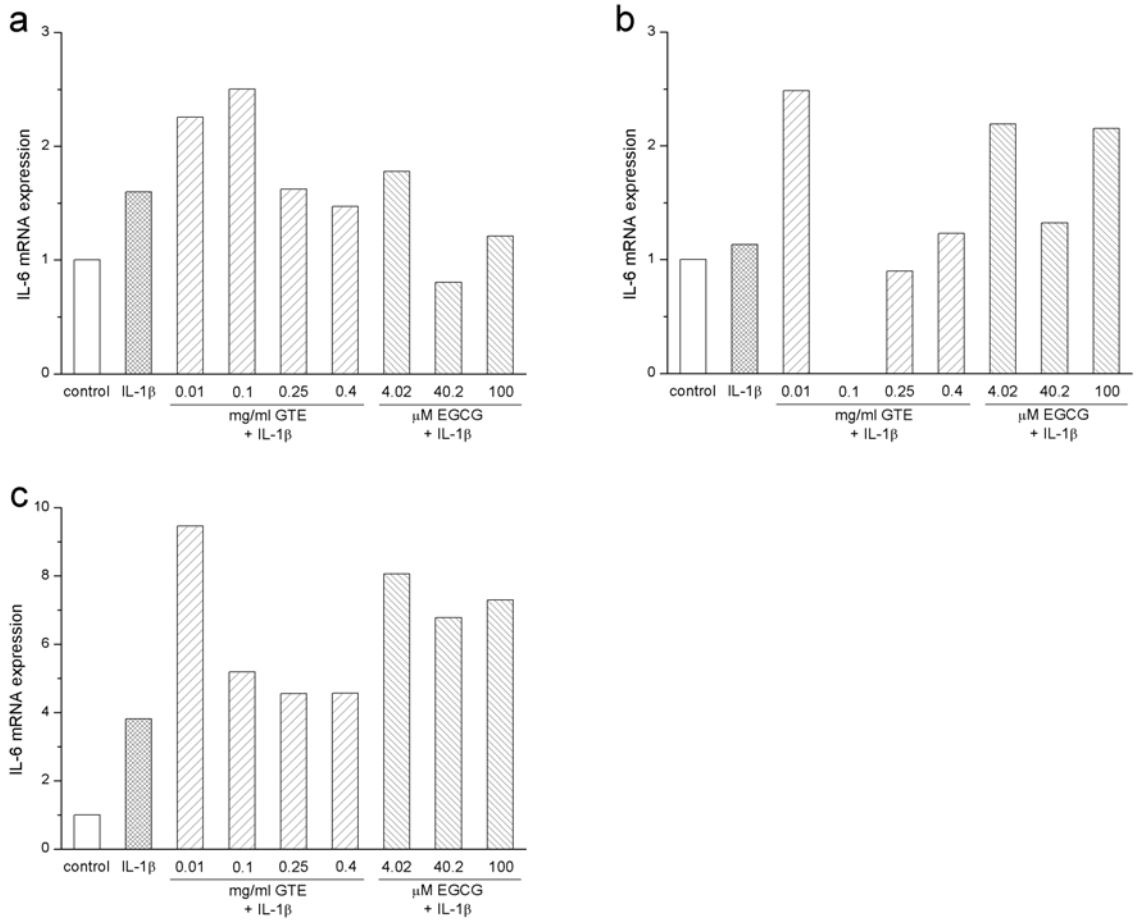 a
IL-6 mRNA expression
3
2
1
0
control IL-1β 0.01 0.1 0.25 0.4 4.02 40.2 100
mg/ml GTE μM EGCG
+ IL-1β + IL-1β
b
IL-6 mRNA expression
3
2
1
0
control IL-1β 0.01 0.1 0.25 0.4 4.02 40.2 100
mg/ml GTE μM EGCG
+ IL-1β + IL-1β
c
IL-6 mRNA expression
10
8
6
4
2
0
control IL-1β 0.01 0.1 0.25 0.4 4.02 40.2 100
mg/ml GTE μM EGCG
+ IL-1β + IL-1β